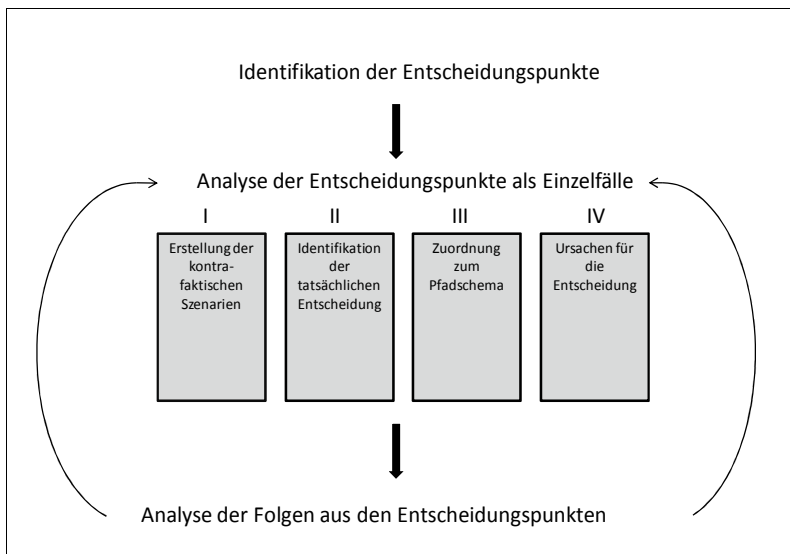 Identifikation der Entscheidungspunkte
Analyse der Entscheidungspunkte als Einzelfälle
I
II
III
IV
Erstellung der
kontra-
faktischen
Szenarien
Identifikation
der
tatsächlichen
Entscheidung
Zuordnung
zum
Pfadschema
Ursachen für
die
Entscheidung
Analyse der Folgen aus den Entscheidungspunkten